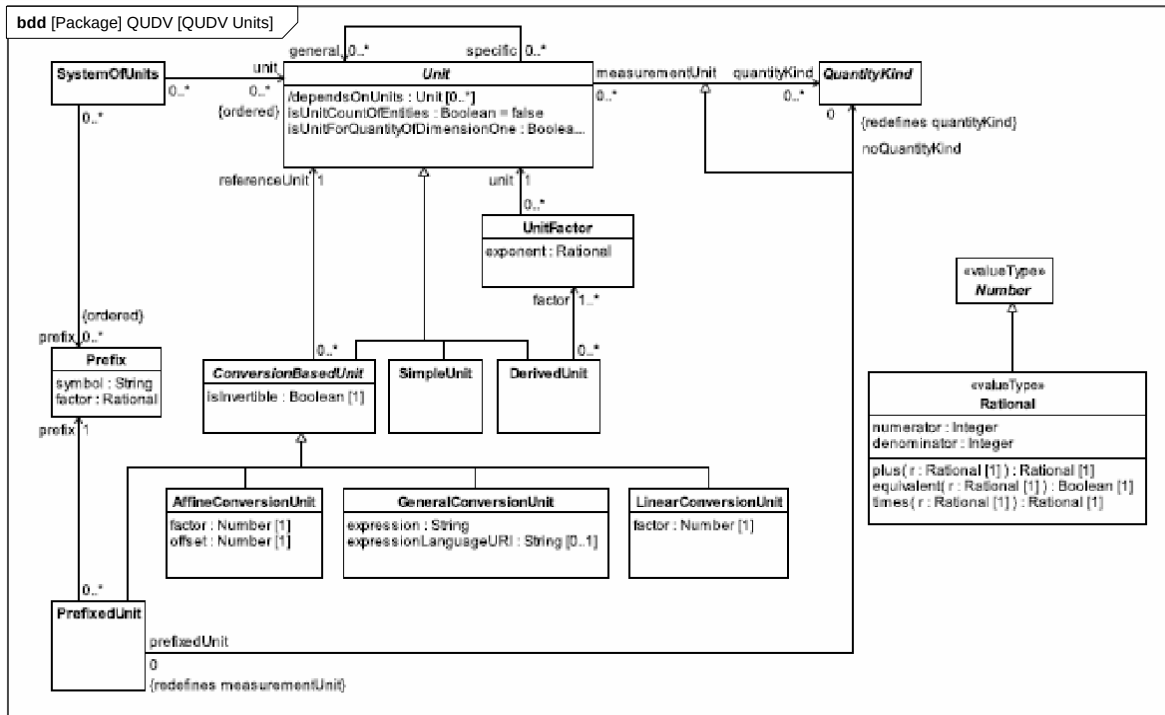 bdd [Package] QUDV [QUDV Units]
general 0..*
specific 0..*
SystemOfUnits
unit
0..*
0..*
{ordered}
Unit
/dependsOnUnits : Unit [0..*]
isUnitCountOfEntities : Boolean = false
isUnitForQuantityOfDimensionOne : Boolea...
measurementUnit
quantityKind
0..*
0..*
QuantityKind
0
{redefines quantityKind}
noQuantityKind
0..*
referenceUnit 1
unit 1
0..*
UnitFactor
exponent : Rational
factor 1..*
«valueType»
Number
{ordered}
prefix 0..*
Prefix
symbol : String
factor : Rational
prefix 1
0..*
ConversionBasedUnit
isInvertible : Boolean [1]
SimpleUnit
0..*
DerivedUnit
«valueType»
Rational
numerator : Integer
denominator : Integer
plus( r : Rational [1] ) : Rational [1]
equivalent( r : Rational [1] ) : Boolean [1]
times( r : Rational [1] ) : Rational [1]
AffineConversionUnit
factor : Number [1]
offset : Number [1]
GeneralConversionUnit
expression : String
expressionLanguageURI : String [0..1]
LinearConversionUnit
factor : Number [1]
0..*
PrefixedUnit
prefixedUnit
0
{redefines measurementUnit}